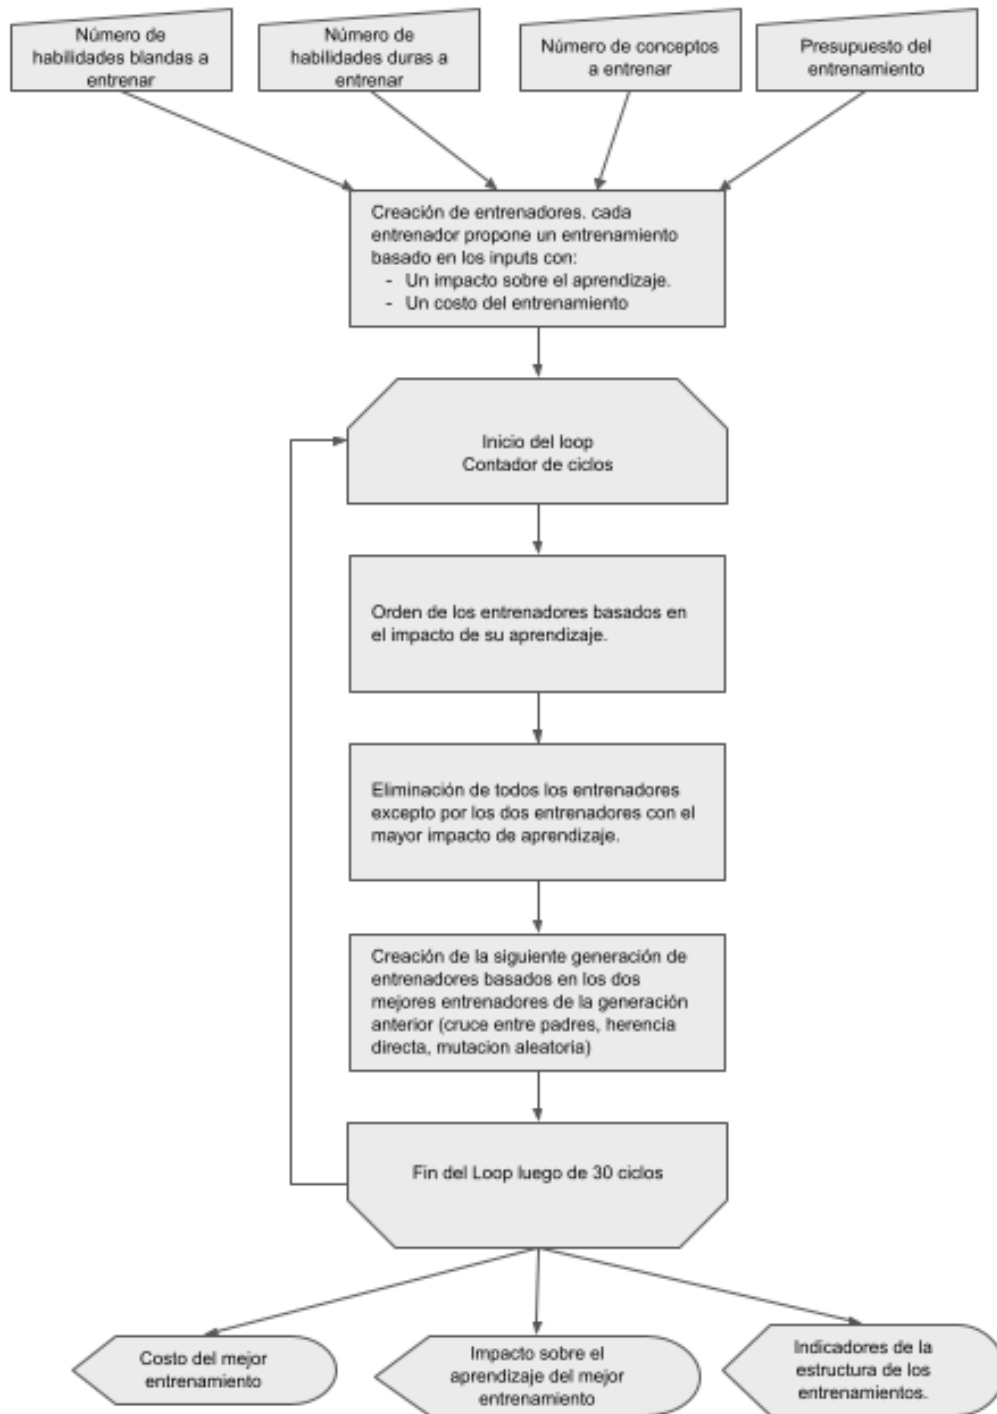 Número de
habilidades blandas a
entrenar
Número de
habilidades duras a
entrenar
Número de conceptos
a entrenar
Presupuesto del
entrenamiento
Creación de entrenadores. cada
entrenador propone un entrenamiento
basado en los inputs con:
- Un impacto sobre el aprendizaje.
- Un costo del entrenamiento
Inicio del loop
Contador de ciclos
Orden de los entrenadores basados en
el impacto de su aprendizaje.
Eliminación de todos los entrenadores
excepto por los dos entrenadores con el
mayor impacto de aprendizaje.
Creación de la siguiente generación de
entrenadores basados en los dos
mejores entrenadores de la generación
anterior (cruce entre padres, herencia
directa, mutacion aleatoria)
Fin del Loop luego de 30 ciclos
Costo del mejor
entrenamiento
Impacto sobre el
aprendizaje del mejor
entrenamiento
Indicadores de la
estructura de los
entrenamientos.